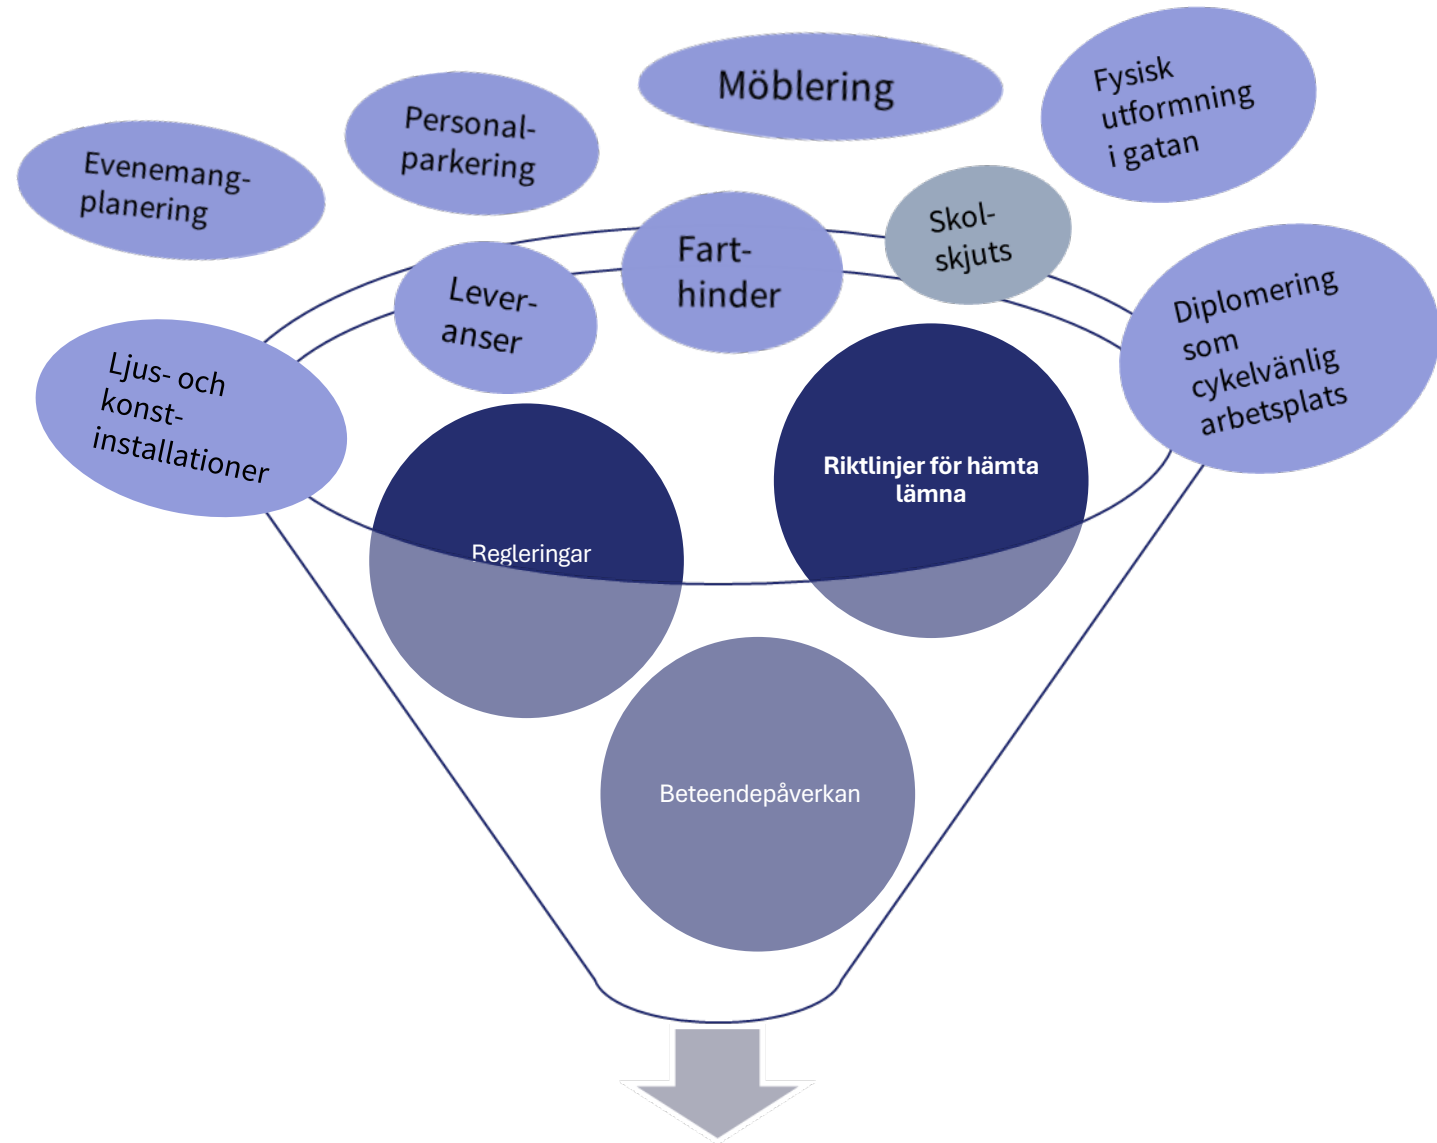 Möblering
Fysisk
utformning
i gatan
Personal-
parkering
Evenemang-
planering
Skol-
skjuts
Fart-
hinder
Lever-
anser
Diplomering
som
cykelvänlig
arbetsplats
Ljus- och
konst-
installationer
Riktlinjer för hämta
lämna
Regleringar
Beteendepåverkan